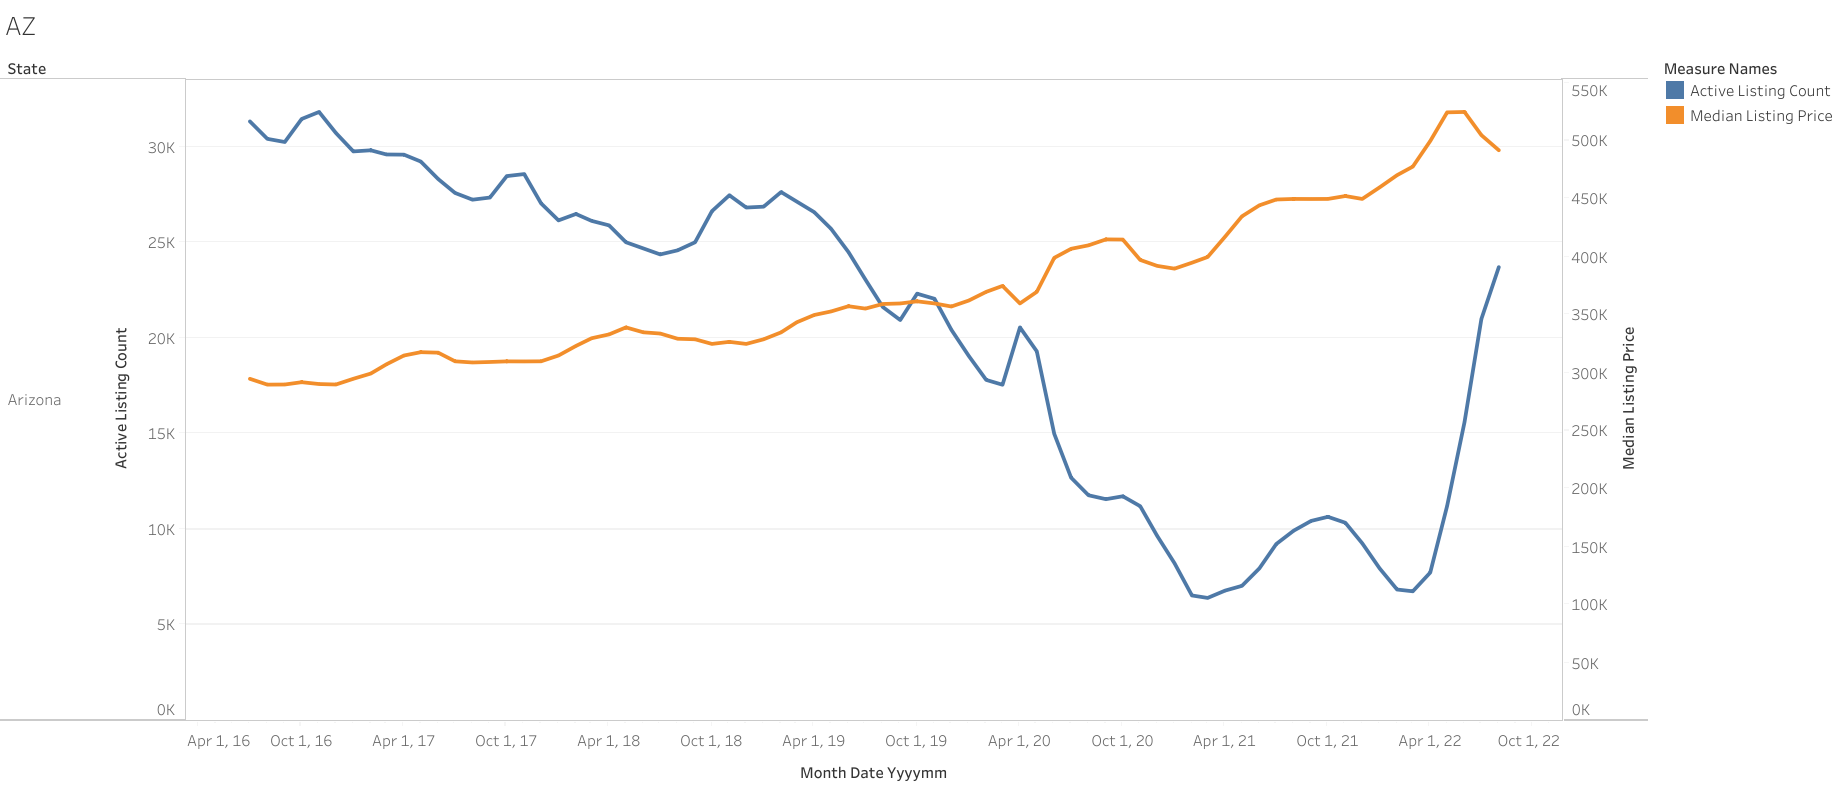 AZ
State
Measure Names
Active Listing Count
Median Listing Price
Arizona
Active Listing Count
30K
25K
20K
15K
10K
5K
0K
550K
500K
450K
400K
350K
300K
250K
200K
150K
100K
50K
0K
Median Listing Price
Apr 1, 16 Oct 1, 16 Apr 1, 17 Oct 1, 17 Apr 1, 18 Oct 1, 18 Apr 1, 19 Oct 1, 19 Apr 1, 20 Oct 1, 20 Apr 1, 21 Oct 1, 21 Apr 1, 22 Oct 1, 22
Month Date Yyyymm